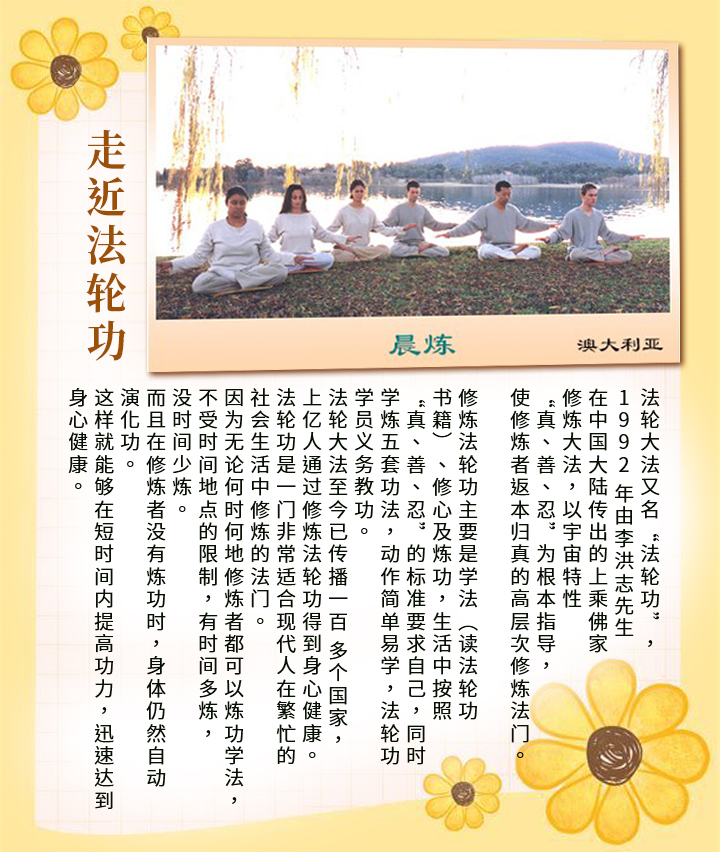 走近法轮功
晨炼
澳大利亚
法轮大法又名“法轮功”，
1992 年由李洪志先生
在中国大陆传出的上乘佛家
修炼大法，以宇宙特性
“真、善、忍”为根本指导，
使修炼者返本归真的高层次修炼法门。
修炼法轮功主要是学法（读法轮功
书籍）、修心及炼功，生活中按照
“真、善、忍”的标准要求自己，同时
学炼五套功法，动作简单易学，法轮功
学员义务教功。
法轮大法至今已传播一百 多个国家，
上亿人通过修炼法轮功得到身心健康。
法轮功是一门非常适合现代人在繁忙的
社会生活中修炼的法门。
因为无论何时何地修炼者都可以炼功学法，
不受时间地点的限制，有时间多炼，
没时间少炼。
而且在修炼者没有炼功时，身体仍然自动
演化功。
这样就能够在短时间内提高功力，迅速达到
身心健康。